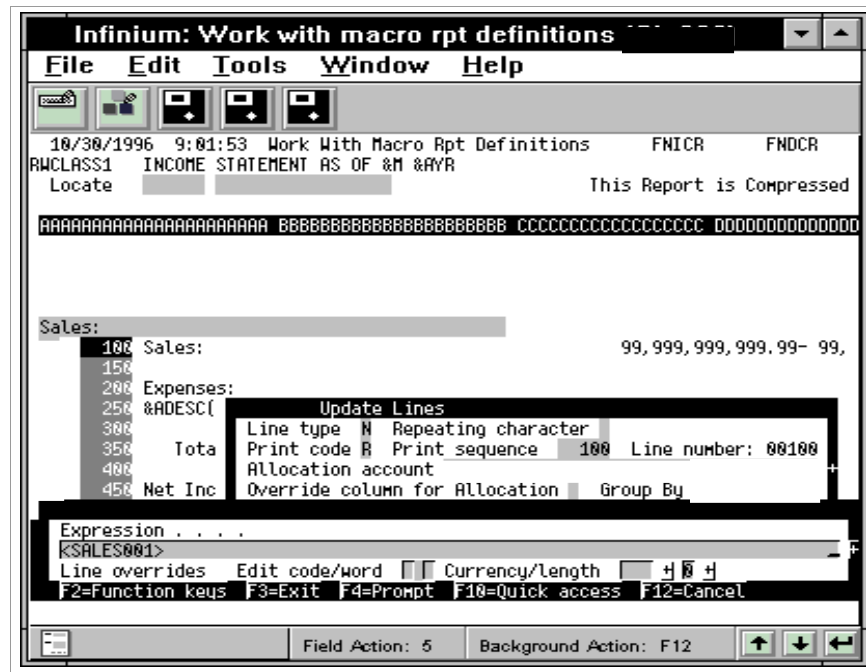 Infinium: Work with macro rpt definitions
File Edit Tools Window Help
10/30/1996 9:01:53 Work With Macro Rpt Definitions FNICR FNDCR
RWCLASS1 INCOME STATEMENT AS OF &M &AYR
Locate This Report is Compressed
AAAAAAAAAAAAAAAAAAAAAA BBBBBBBBBBBBBBBBBBBBBB CCCCCCCCCCCCCCCCCC DDDDDDDDDDDDDD
Sales:
100 Sales: 99,999,999,999.99- 99,
150
200 Expenses:
250 &ADESC( Update Lines
300 Line type N Repeating character
350 Tota Print code R Print sequence 100 Line number: 00100
400 Allocation account +
450 Net Inc Override column for Allocation Group By
Expression . . . .
<SALES001> +
Line overrides Edit code/word Currency/length + 0 +
F2=Function keys F3=Exit F4=Prompt F10=Quick access F12=Cancel
Field Action: 5 Background Action: F12